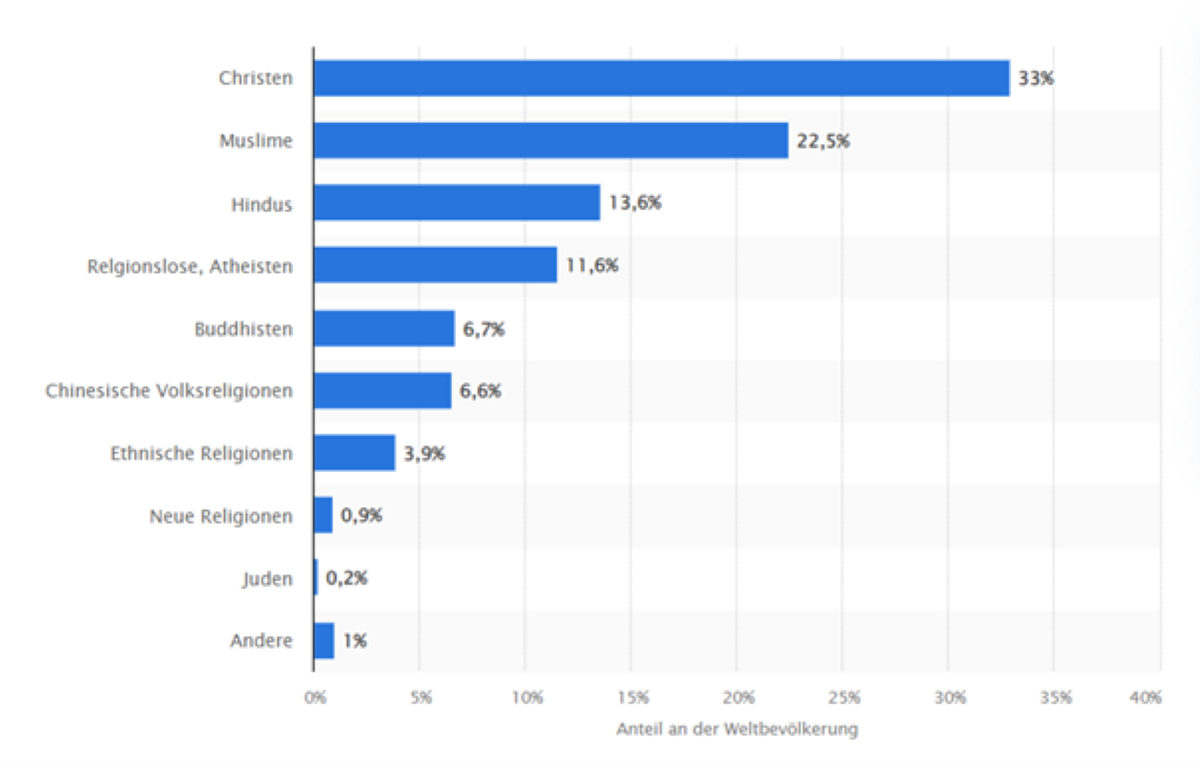 Christen 33%
Muslime 22,5%
Hindus 13,6%
Relgionslose, Atheisten 11,6%
Buddhisten 6,7%
Chinesische Volksreligionen 6,6%
Ethnische Religionen 3,9%
Neue Religionen 0,9%
Juden 0,2%
Andere 1%
0% 5% 10% 15% 20% 25% 30% 35% 40%
Anteil an der Weltbevölkerung